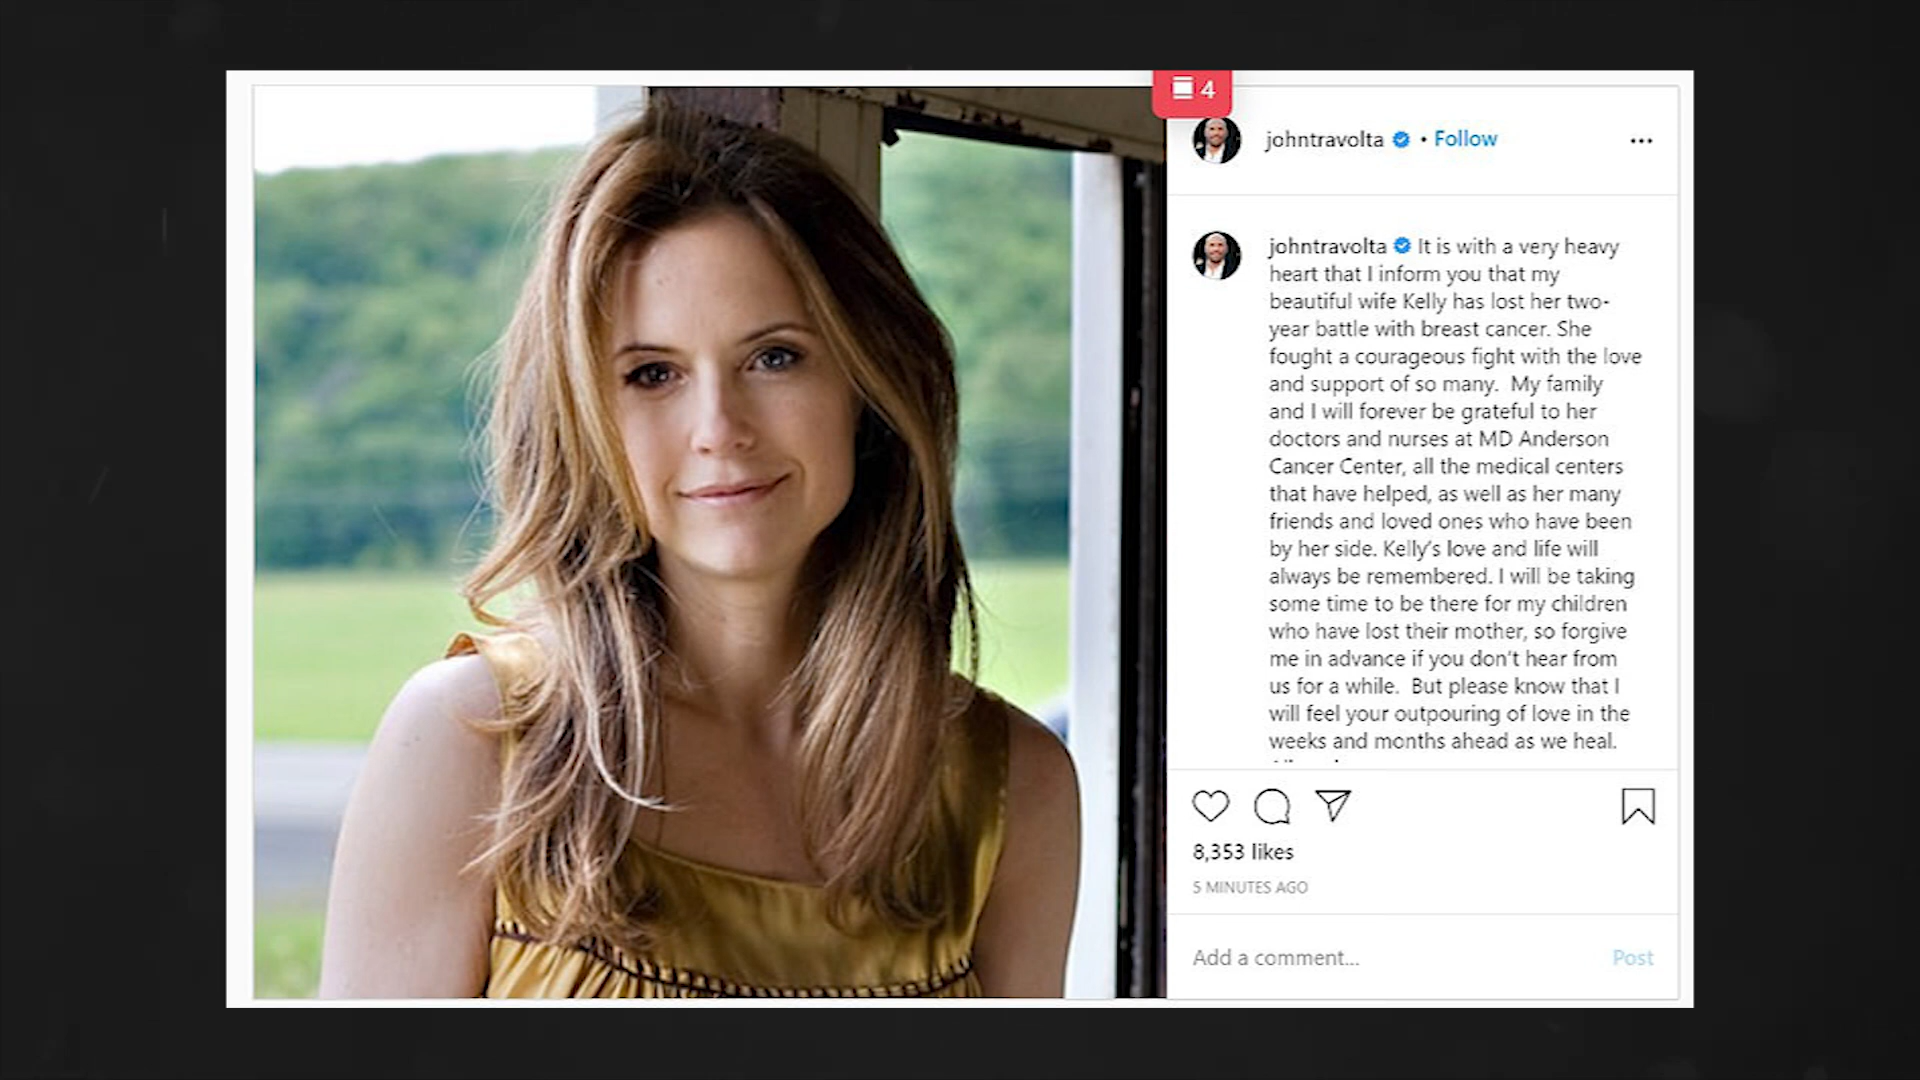 4
johntravolta • Follow
johntravolta It is with a very heavy
heart that I inform you that my
beautiful wife Kelly has lost her two-
year battle with breast cancer. She
fought a courageous fight with the love
and support of so many. My family
and I will forever be grateful to her
doctors and nurses at MD Anderson
Cancer Center, all the medical centers
that have helped, as well as her many
friends and loved ones who have been
by her side. Kelly's love and life will
always be remembered. I will be taking
some time to be there for my children
who have lost their mother, so forgive
me in advance if you don't hear from
us for a while. But please know that I
will feel your outpouring of love in the
weeks and months ahead as we heal.
8,353 likes
5 MINUTES AGO
Add a comment...
Post